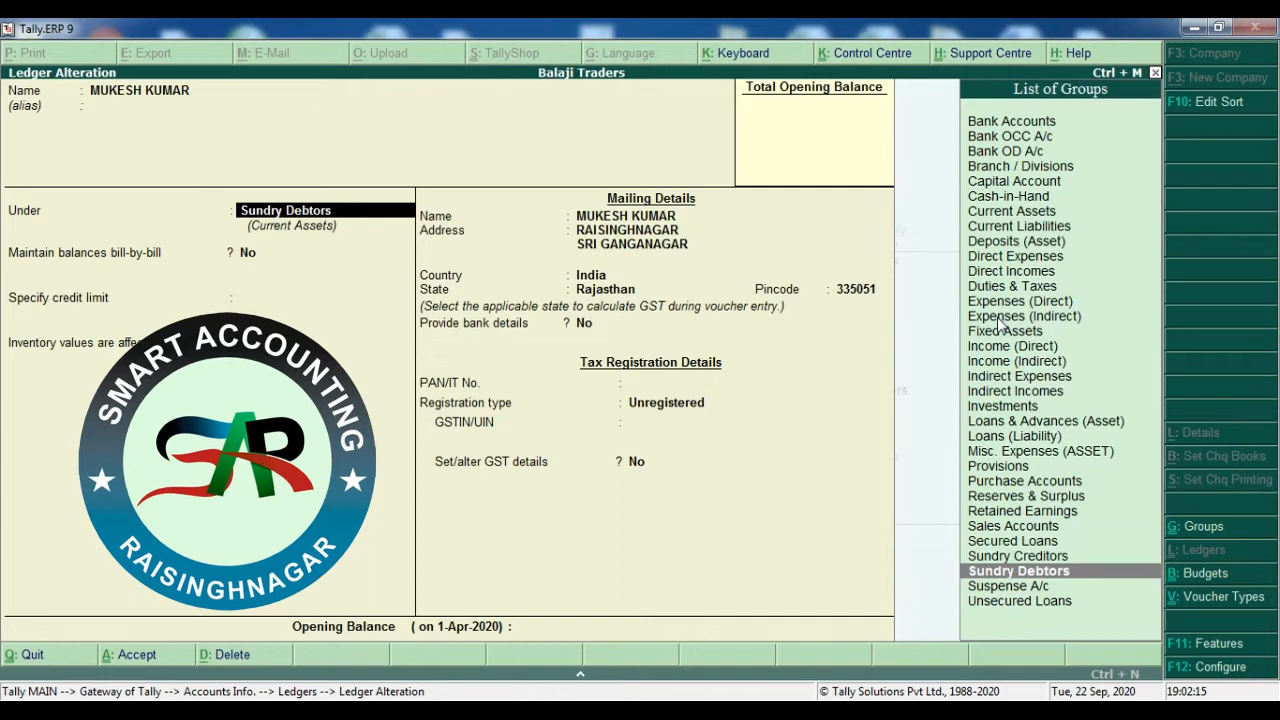 Tally.ERP 9
P: Print
E: Export
M: E-Mail
O: Upload
S: TallyShop
G: Language
K: Keyboard
K: Control Centre
H: Support Centre
H: Help
F3: Company
Ledger Alteration
Balaji Traders
Ctrl + M
F3: New Company
Name : MUKESH KUMAR
(alias) :
Total Opening Balance
Under : Sundry Debtors
(Current Assets)
Maintain balances bill-by-bill ? No
Specify credit limit :
Inventory values are affe
Mailing Details
Name : MUKESH KUMAR
Address : RAISINGHNAGAR
SRI GANGANAGAR
Country : India
State : Rajasthan Pincode : 335051
(Select the applicable state to calculate GST during voucher entry.)
Provide bank details ? No
Tax Registration Details
PAN/IT No. :
Registration type : Unregistered
GSTIN/UIN :
Set/alter GST details ? No
SMART ACCOUNTING
SAR
RAISINGHNAGAR
Opening Balance ( on 1-Apr-2020) :
List of Groups
Bank Accounts
Bank OCC A/c
Bank OD A/c
Branch / Divisions
Capital Account
Cash-in-Hand
Current Assets
Current Liabilities
Deposits (Asset)
Direct Expenses
Direct Incomes
Duties & Taxes
Expenses (Direct)
Expenses (Indirect)
Fixed Assets
Income (Direct)
Income (Indirect)
Indirect Expenses
Indirect Incomes
Investments
Loans & Advances (Asset)
Loans (Liability)
Misc. Expenses (ASSET)
Provisions
Purchase Accounts
Reserves & Surplus
Retained Earnings
Sales Accounts
Secured Loans
Sundry Creditors
Sundry Debtors
Suspense A/c
Unsecured Loans
F10: Edit Sort
L: Details
B: Set Chq Books
S: Set Chq Printing
G: Groups
L: Ledgers
B: Budgets
V: Voucher Types
F11: Features
F12: Configure
Q: Quit
A: Accept
D: Delete
Ctrl + N
Tally MAIN --> Gateway of Tally --> Accounts Info. --> Ledgers --> Ledger Alteration
© Tally Solutions Pvt Ltd., 1988-2020
Tue, 22 Sep, 2020
19:02:15